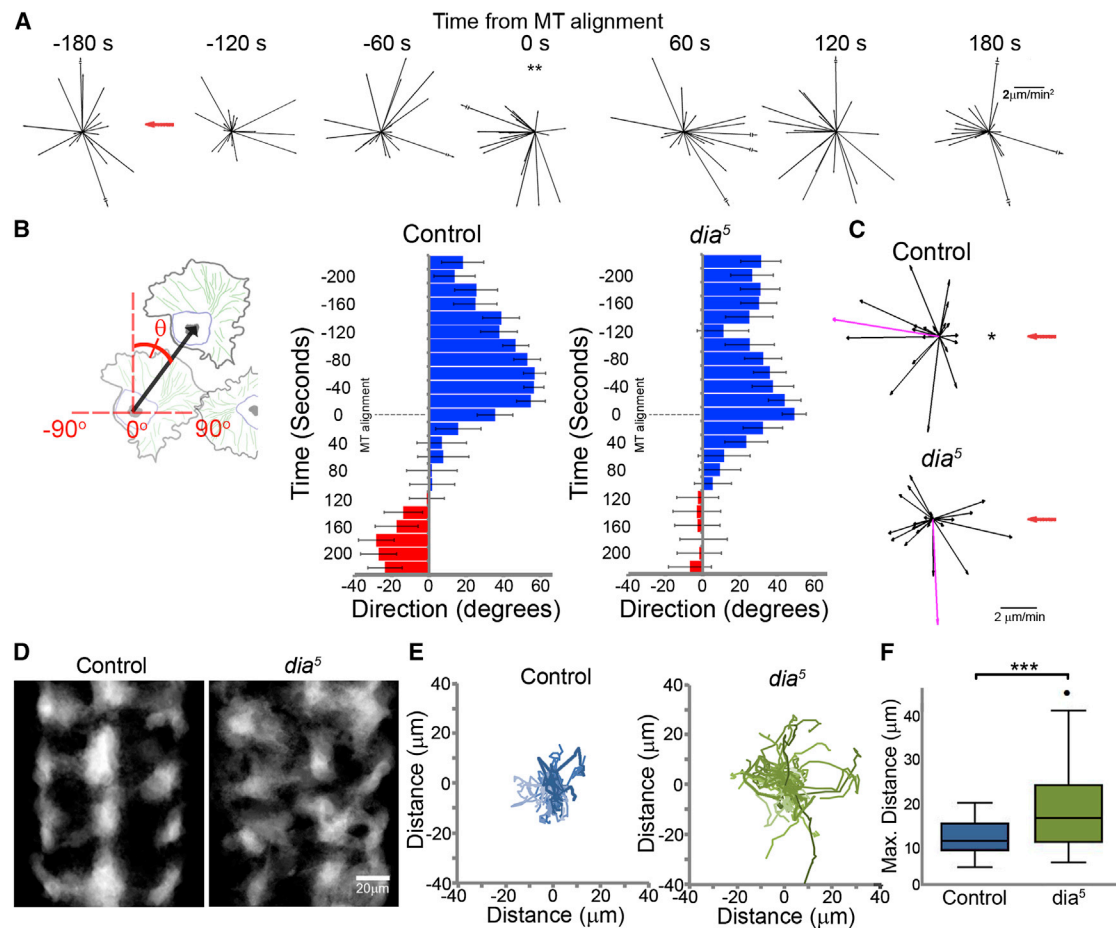 A
Time from MT alignment
-180 s
-120 s
-60 s
0 s
60 s
120 s
180 s
**
2μm/min²
B
θ
-90°
0°
90°
Control
Time (Seconds)
-200
-160
-120
-80
-40
0
40
80
120
160
200
MT alignment
-40 -20 0 20 40 60
Direction (degrees)
dia⁵
Time (Seconds)
-200
-160
-120
-80
-40
0
40
80
120
160
200
MT alignment
-40 -20 0 20 40 60
Direction (degrees)
C
Control
*
dia⁵
2 μm/min
D
Control
dia⁵
20μm
E
Control
Distance (μm)
40
20
0
-20
-40
-40 -20 0 20 40
Distance (μm)
dia⁵
Distance (μm)
40
20
0
-20
-40
-40 -20 0 20 40
Distance (μm)
F
***
Max. Distance (μm)
40
30
20
10
0
Control
dia⁵